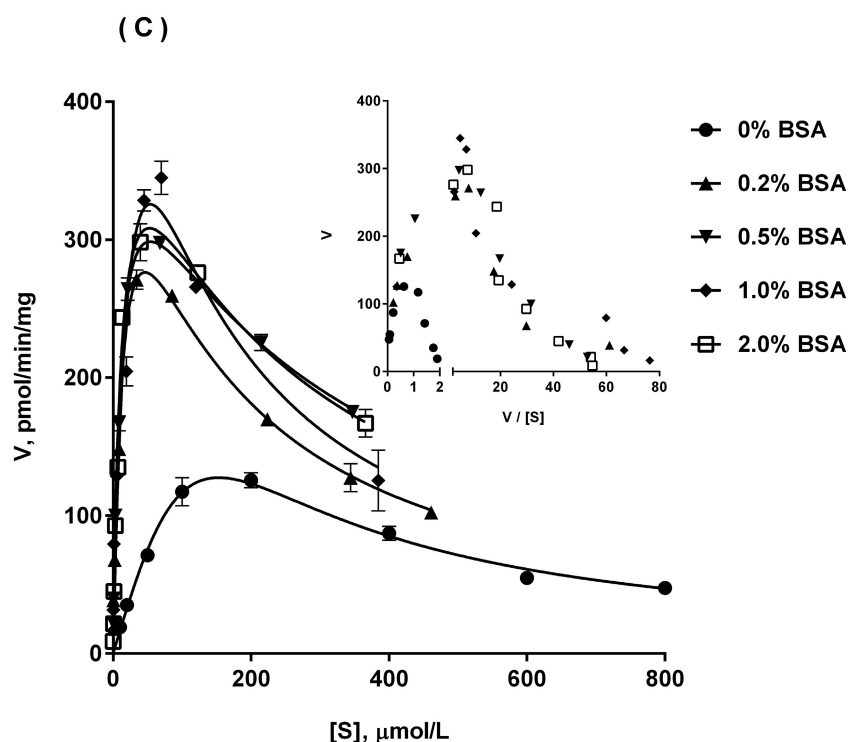 ( C )
400
300
200
100
0
V, pmol/min/mg
0 200 400 600 800
[S], μmol/L
400
300
200
100
0
V
0 1 2 20 40 60 80
V / [S]
0% BSA
0.2% BSA
0.5% BSA
1.0% BSA
2.0% BSA